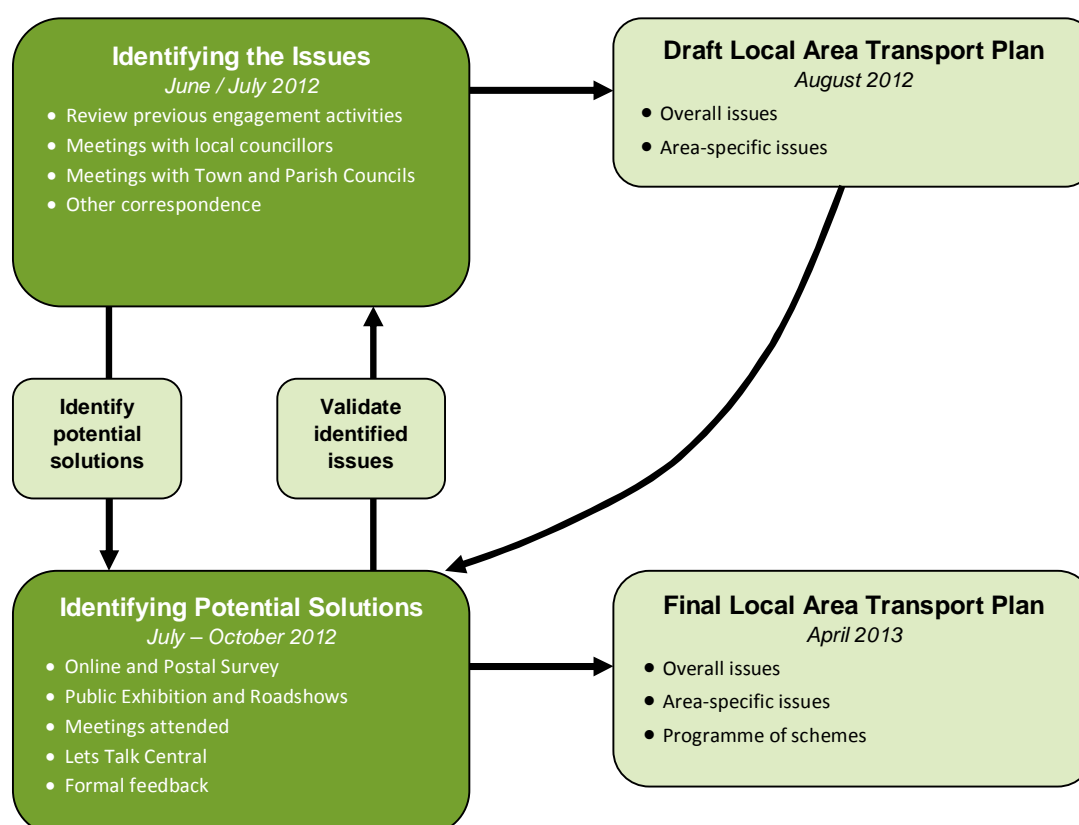 Identifying the Issues
June / July 2012
• Review previous engagement activities
• Meetings with local councillors
• Meetings with Town and Parish Councils
• Other correspondence
Draft Local Area Transport Plan
August 2012
• Overall issues
• Area-specific issues
Identify
potential
solutions
Validate
identified
issues
Identifying Potential Solutions
July – October 2012
• Online and Postal Survey
• Public Exhibition and Roadshows
• Meetings attended
• Lets Talk Central
• Formal feedback
Final Local Area Transport Plan
April 2013
• Overall issues
• Area-specific issues
• Programme of schemes